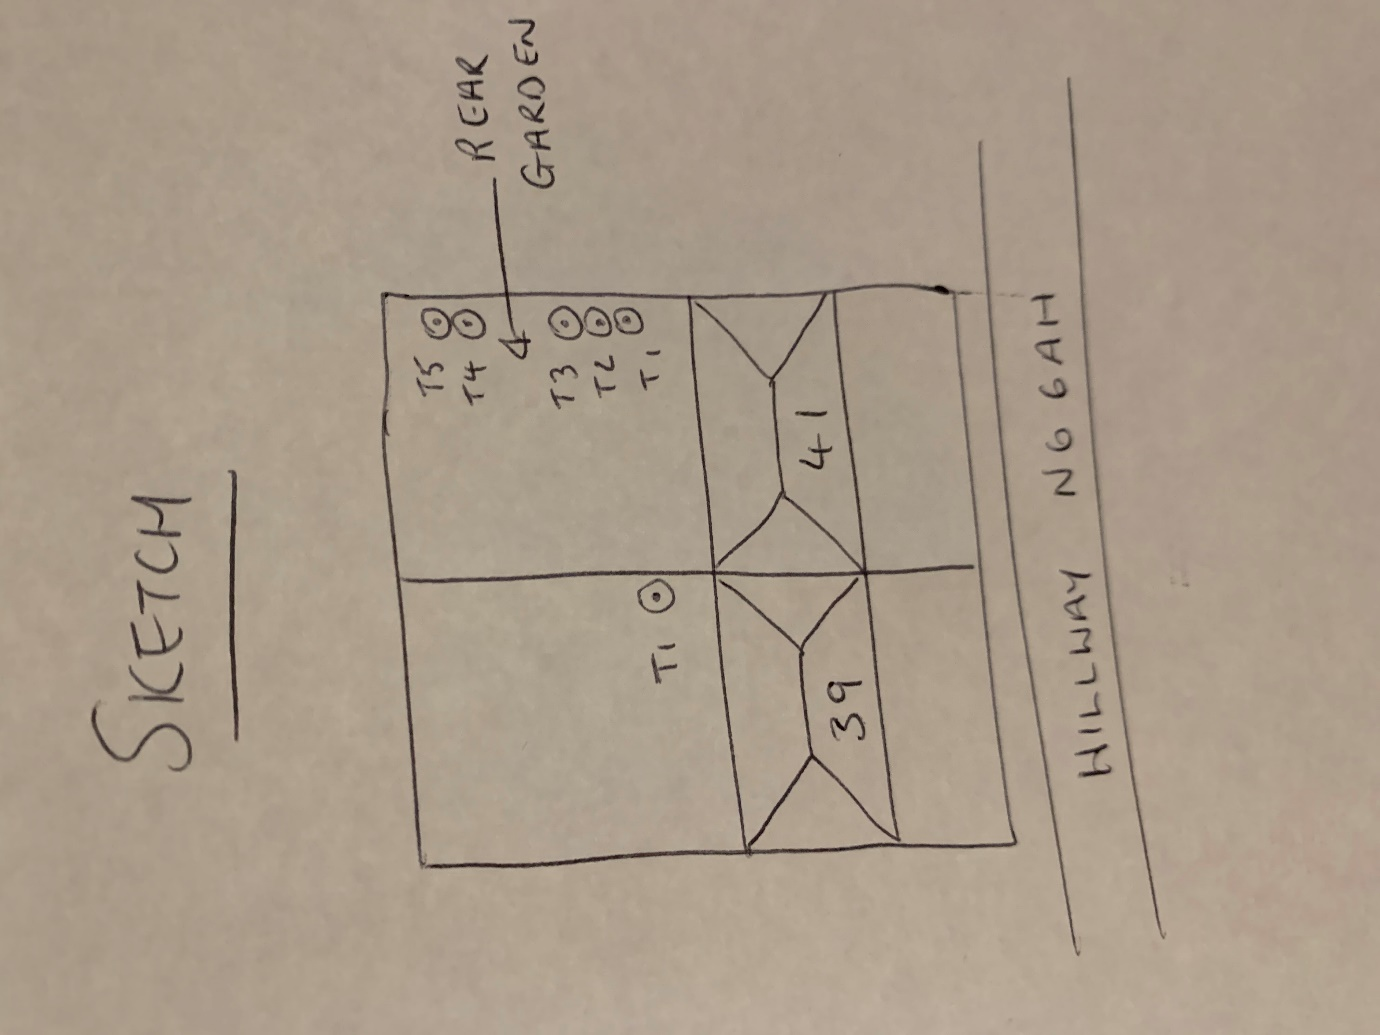 SKETCH
REAR
GARDEN
T5
T4
T3
T2
T1
T1
41
39
HILLWAY N6 6AH